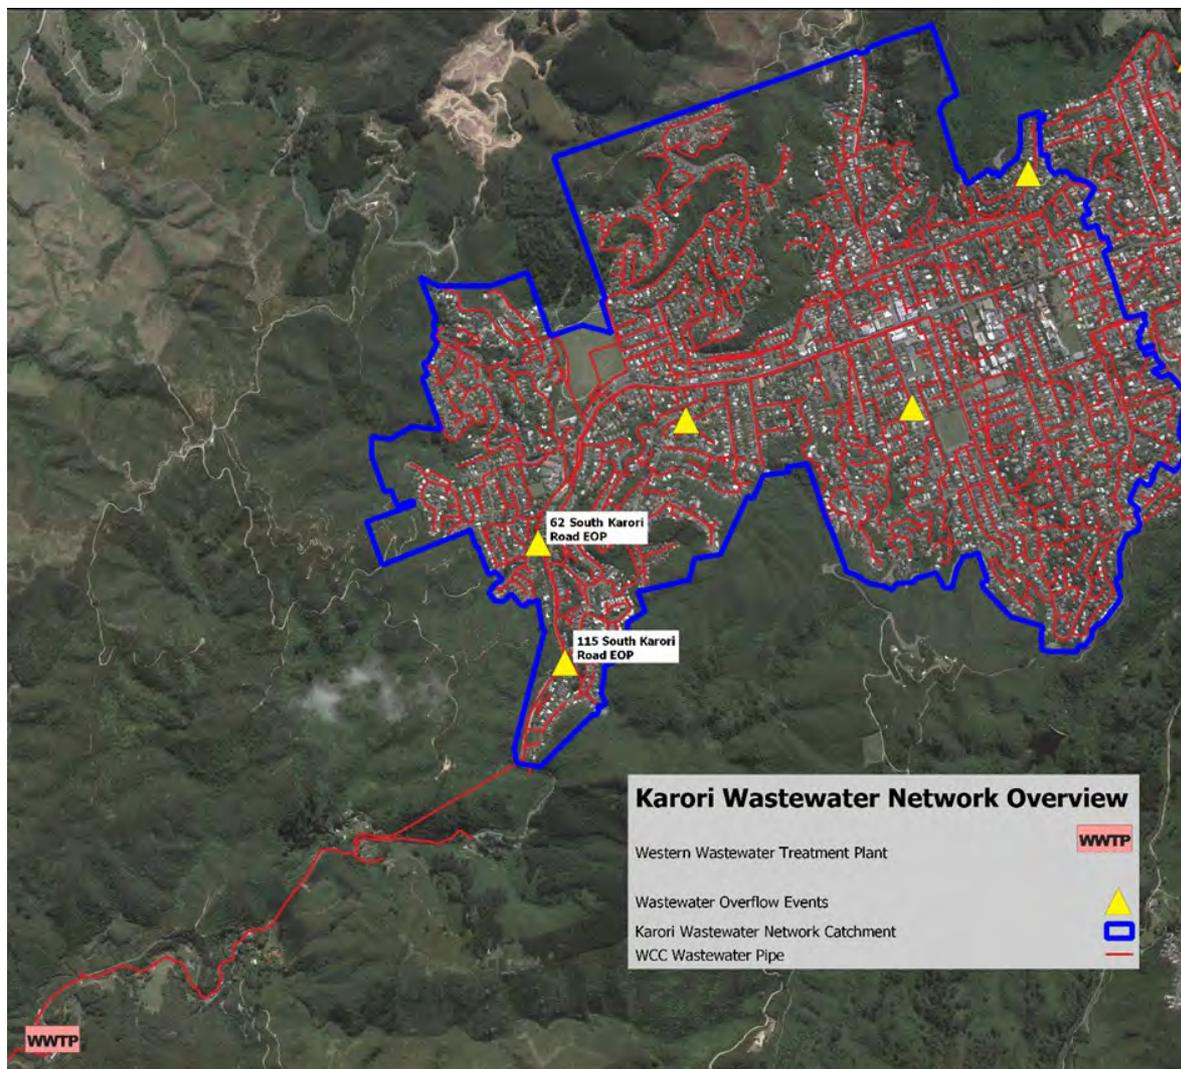 62 South Karori
Road EOP
115 South Karori
Road EOP
Karori Wastewater Network Overview
WWTP
Western Wastewater Treatment Plant
Wastewater Overflow Events
Karori Wastewater Network Catchment
WCC Wastewater Pipe
WWTP